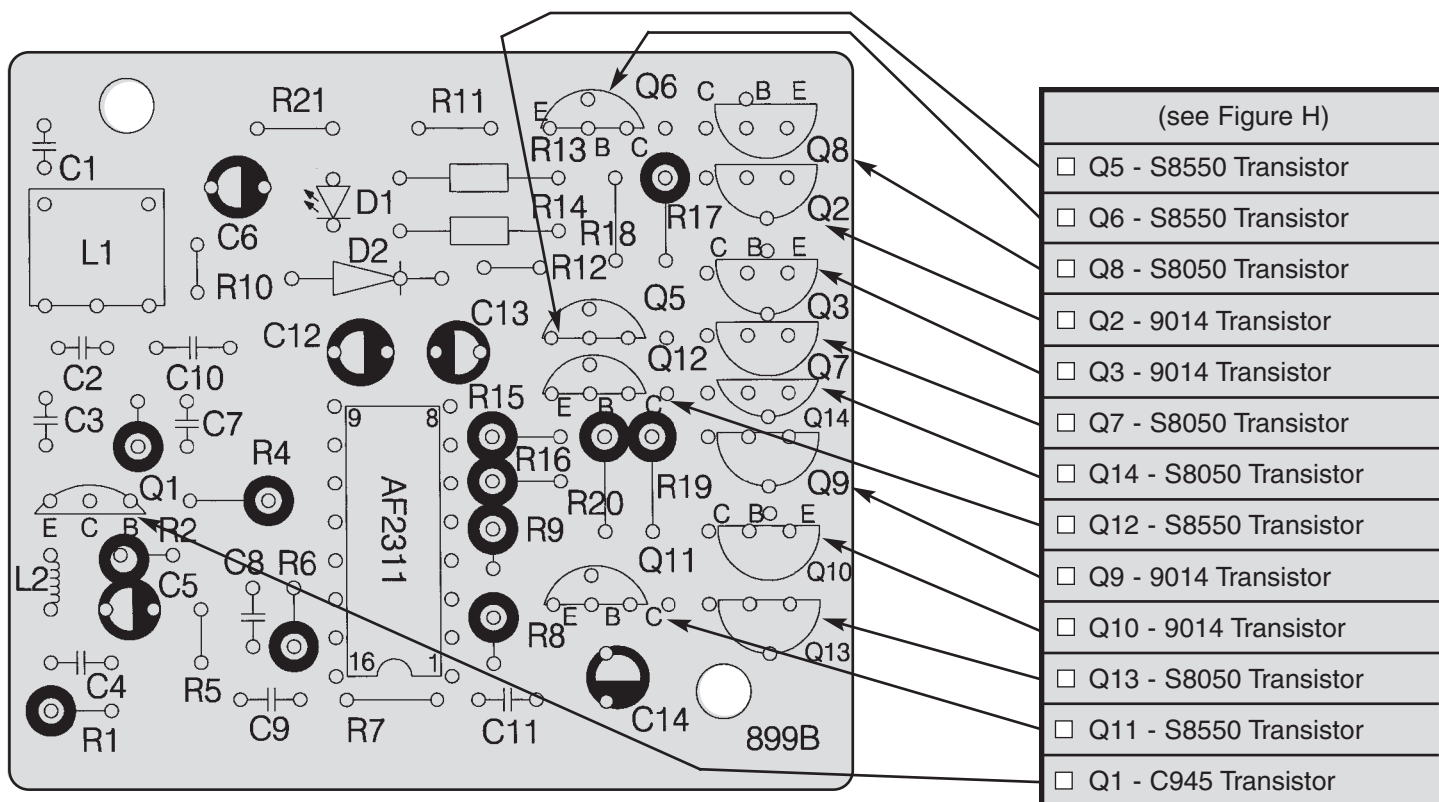 Q6
C B E
R21
R11
E
R13 B C
Q8
C1
R14
D1
R17
Q2
C6
R18
L1
D2
C B E
R10
R12
Q5
Q3
C12
C13
Q12
Q7
C2
C10
R15
E B C
Q14
C3
C7
9 8
R4
R16
Q1
R20
R19
Q9
E C B
R2
AF2311
R9
C B E
L2
C8
R6
Q11
Q10
C5
E B C
R8
Q13
16 1
C4
R5
R1
C9
R7
C11
C14
899B
(see Figure H)
Q5 - S8550 Transistor
Q6 - S8550 Transistor
Q8 - S8050 Transistor
Q2 - 9014 Transistor
Q3 - 9014 Transistor
Q7 - S8050 Transistor
Q14 - S8050 Transistor
Q12 - S8550 Transistor
Q9 - 9014 Transistor
Q10 - 9014 Transistor
Q13 - S8050 Transistor
Q11 - S8550 Transistor
Q1 - C945 Transistor